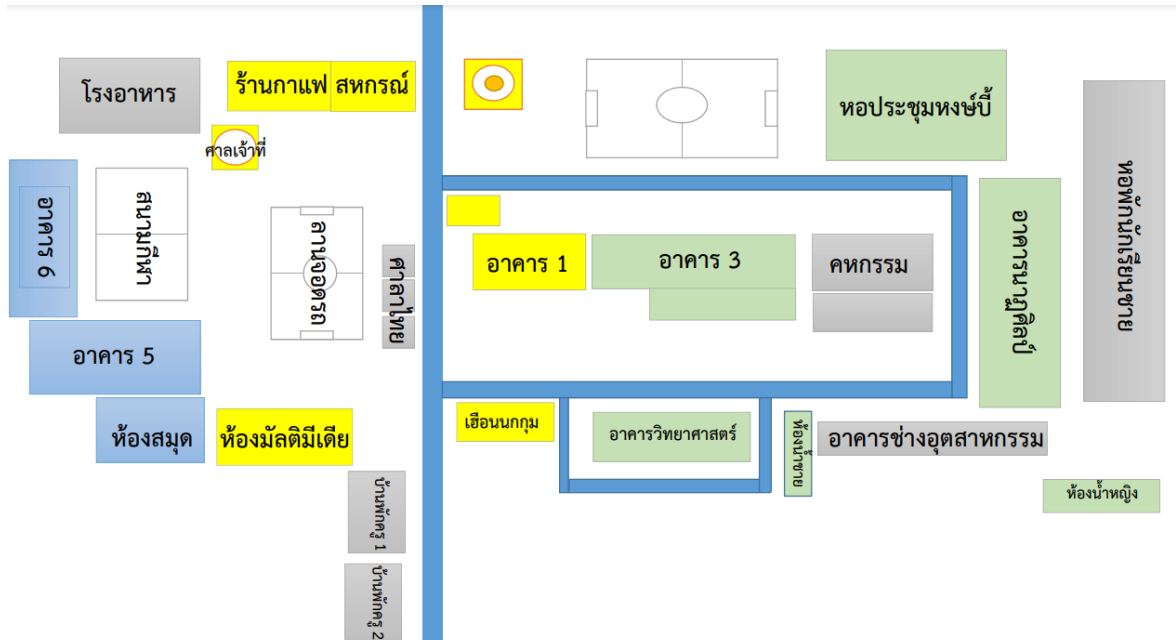 โรงอาหาร
ร้านกาแฟ
สหกรณ์
หอประชุมหงษ์บี้
หอพักนักเรียนชาย
ศาลเจ้าที่
อาคาร 6
สนามกีฬา
ลานจอดรถ
ศาลาไทย
อาคาร 1
อาคาร 3
คหกรรม
อาคารนาฏศิลป์
อาคาร 5
ห้องสมุด
ห้องมัลติมีเดีย
เฮือนนกกุม
อาคารวิทยาศาสตร์
ห้องน้ำชาย
อาคารช่างอุตสาหกรรม
ห้องน้ำหญิง
บ้านพักครู 1
บ้านพักครู 2